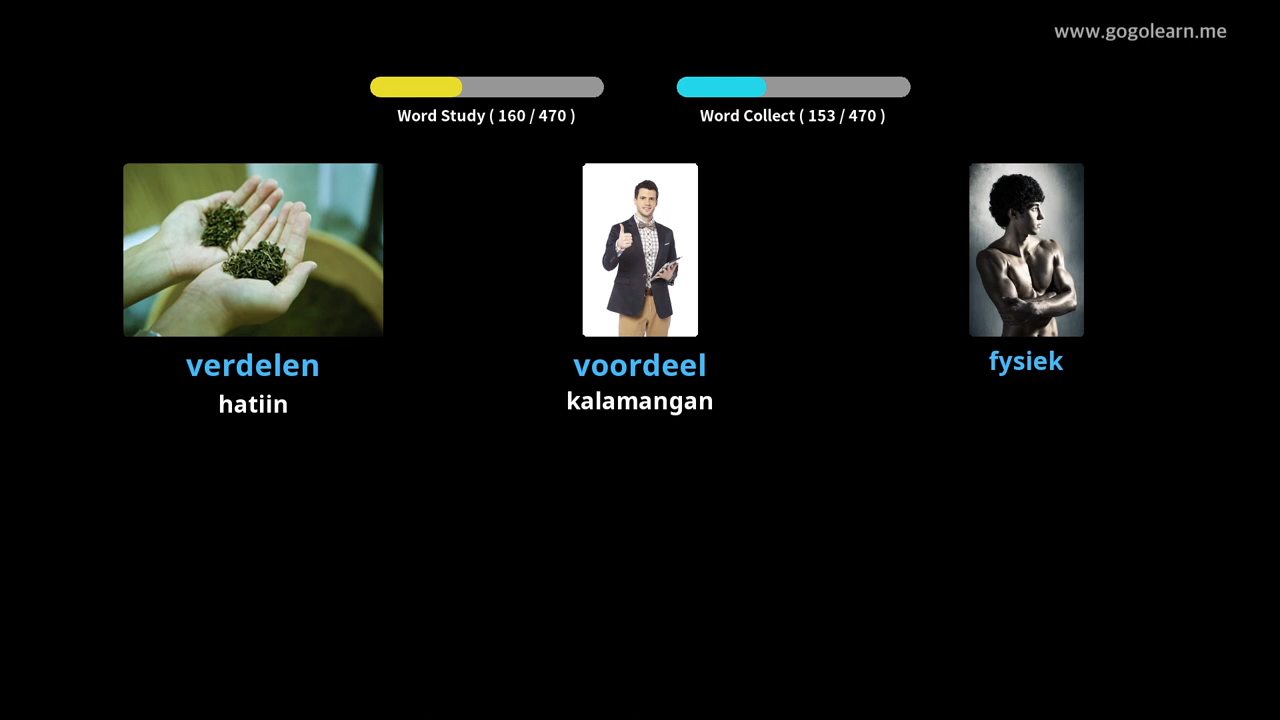 www.gogolearn.me
Word Study ( 160 / 470 )
Word Collect ( 153 / 470 )
verdelen
hatiin
voordeel
kalamangan
fysiek